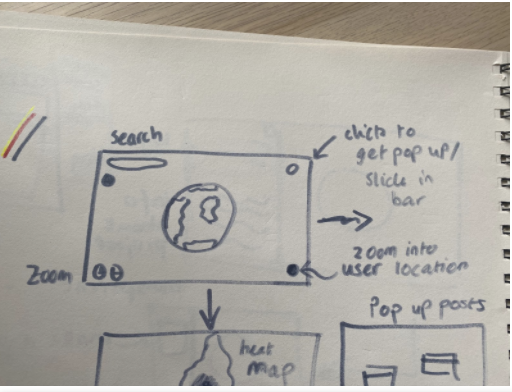 search
click to
get pop up/
slide in
bar
zoom into
user location
Zoom
Pop up posts
heat
map